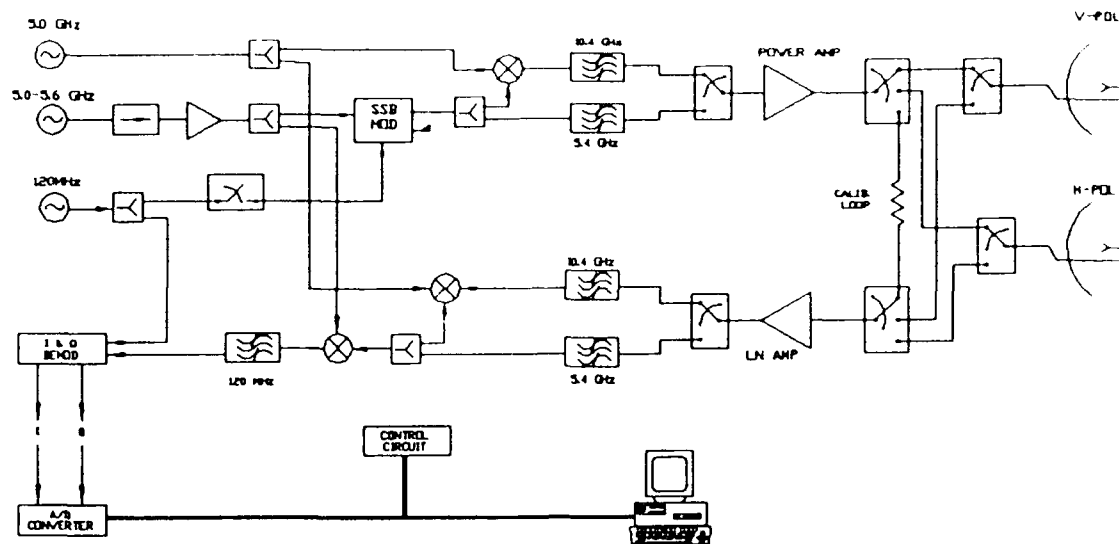 5.0 GHz
V-POL
10.4 GHz
POWER AMP
5.0-5.6 GHz
SSB
MOD
5.4 GHz
120MHz
CALIB.
LOOP
H-POL
10.4 GHz
I & Q
DEMOD
LN AMP
120 MHz
5.4 GHz
I
Q
CONTROL
CIRCUIT
A/D
CONVERTER